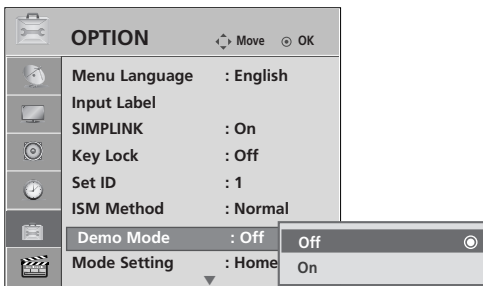 OPTION Move OK
Menu Language : English
Input Label
SIMPLINK : On
Key Lock : Off
Set ID : 1
ISM Method : Normal
Demo Mode : Off
Off
Mode Setting : Home
On